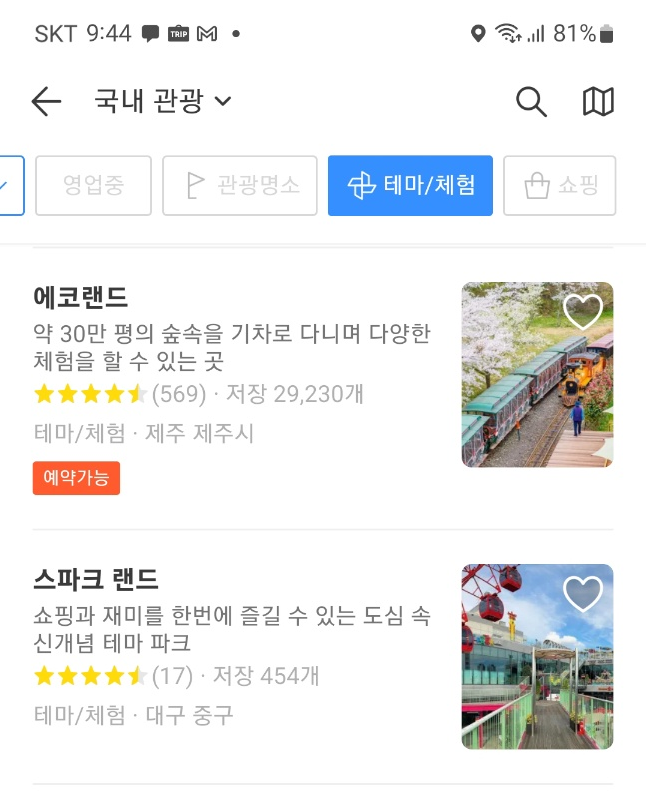 SKT 9:44 TRIP 81%
국내 관광
영업중 관광명소 테마/체험 쇼핑
에코랜드
약 30만 평의 숲속을 기차로 다니며 다양한
체험을 할 수 있는 곳
(569) · 저장 29,230개
테마/체험 · 제주 제주시
예약가능
스파크 랜드
쇼핑과 재미를 한번에 즐길 수 있는 도심 속
신개념 테마 파크
(17) · 저장 454개
테마/체험 · 대구 중구